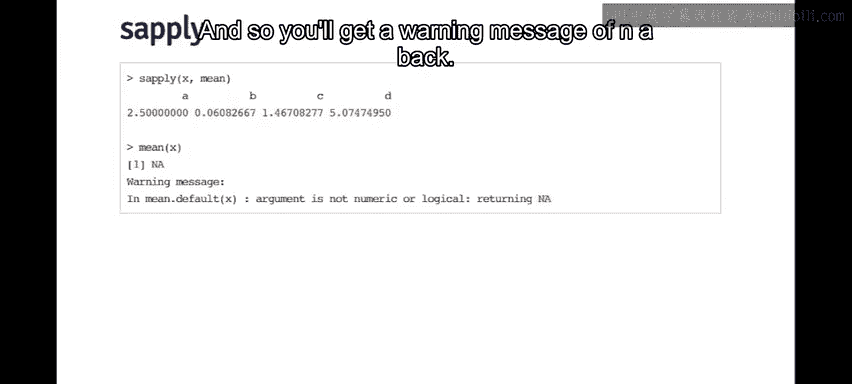 sapply
And so you'll get a warning message of n a
back.
> sapply(x, mean)
a b c d
2.50000000 0.06082667 1.46708277 5.07474950
> mean(x)
[1] NA
Warning message:
In mean.default(x) : argument is not numeric or logical: returning NA